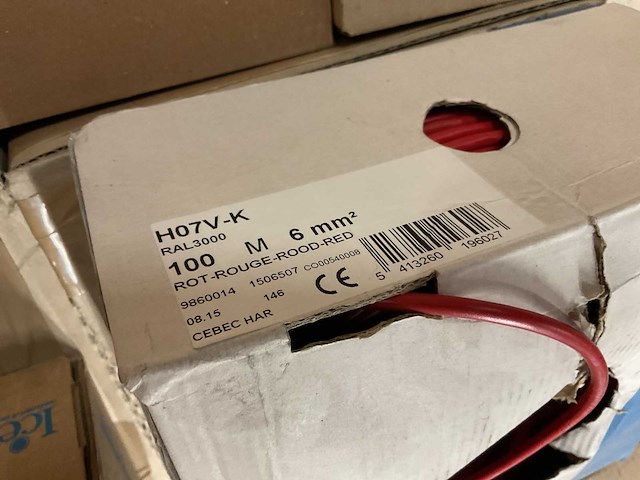 H07V-K
RAL3000
100 M 6 mm²
ROT-ROUGE-ROOD-RED
9860014 1506507 CO00540008
08.15 146 CE
CEBEC HAR
5 413260 196027
Ice